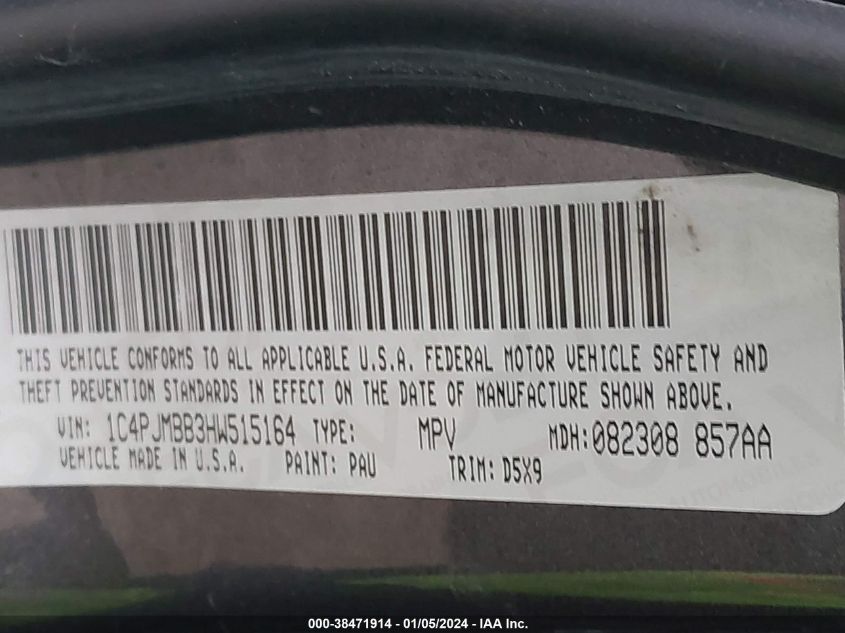 THIS VEHICLE CONFORMS TO ALL APPLICABLE U.S.A. FEDERAL MOTOR VEHICLE SAFETY AND
THEFT PREVENTION STANDARDS IN EFFECT ON THE DATE OF MANUFACTURE SHOWN ABOVE.
VIN: 1C4PJMBB3HW515164 TYPE: MPV MDH:082308 857AA
VEHICLE MADE IN U.S.A. PAINT: PAU TRIM: D5X9
000-38471914 - 01/05/2024 - IAA Inc.